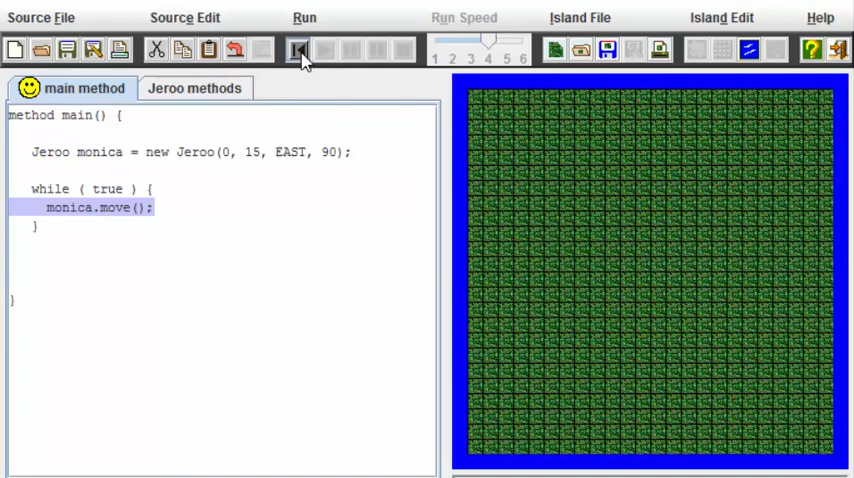 Source File Source Edit Run Run Speed Island File Island Edit Help
1 2 3 4 5 6
main method Jeroo methods
method main() {
Jeroo monica = new Jeroo(0, 15, EAST, 90);
while ( true ) {
monica.move();
}
}